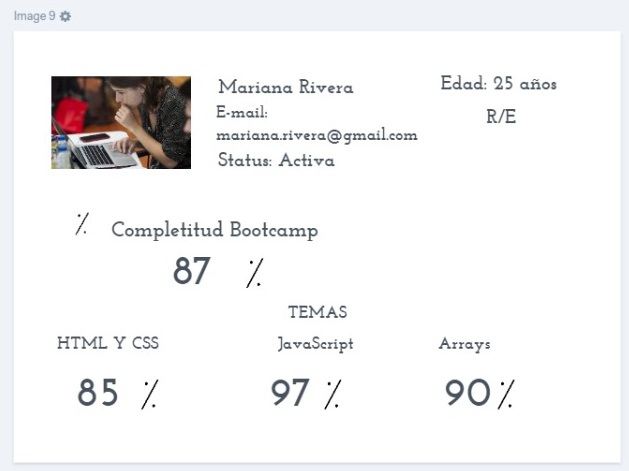 Image 9
Mariana Rivera
E-mail:
mariana.rivera@gmail.com
Status: Activa
Edad: 25 años
R/E
% Completitud Bootcamp
87 %
TEMAS
HTML Y CSS JavaScript Arrays
85 % 97 % 90 %